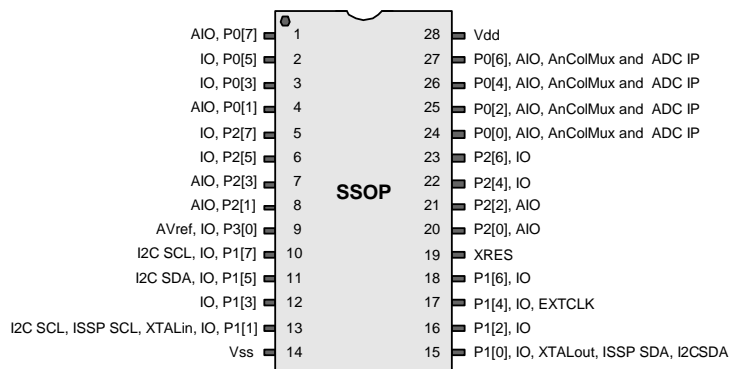 AIO, P0[7] 1 28 Vdd
IO, P0[5] 2 27 P0[6], AIO, AnColMux and ADC IP
IO, P0[3] 3 26 P0[4], AIO, AnColMux and ADC IP
AIO, P0[1] 4 25 P0[2], AIO, AnColMux and ADC IP
IO, P2[7] 5 24 P0[0], AIO, AnColMux and ADC IP
IO, P2[5] 6 23 P2[6], IO
AIO, P2[3] 7 SSOP 22 P2[4], IO
AIO, P2[1] 8 21 P2[2], AIO
AVref, IO, P3[0] 9 20 P2[0], AIO
I2C SCL, IO, P1[7] 10 19 XRES
I2C SDA, IO, P1[5] 11 18 P1[6], IO
IO, P1[3] 12 17 P1[4], IO, EXTCLK
I2C SCL, ISSP SCL, XTALin, IO, P1[1] 13 16 P1[2], IO
Vss 14 15 P1[0], IO, XTALout, ISSP SDA, I2CSDA